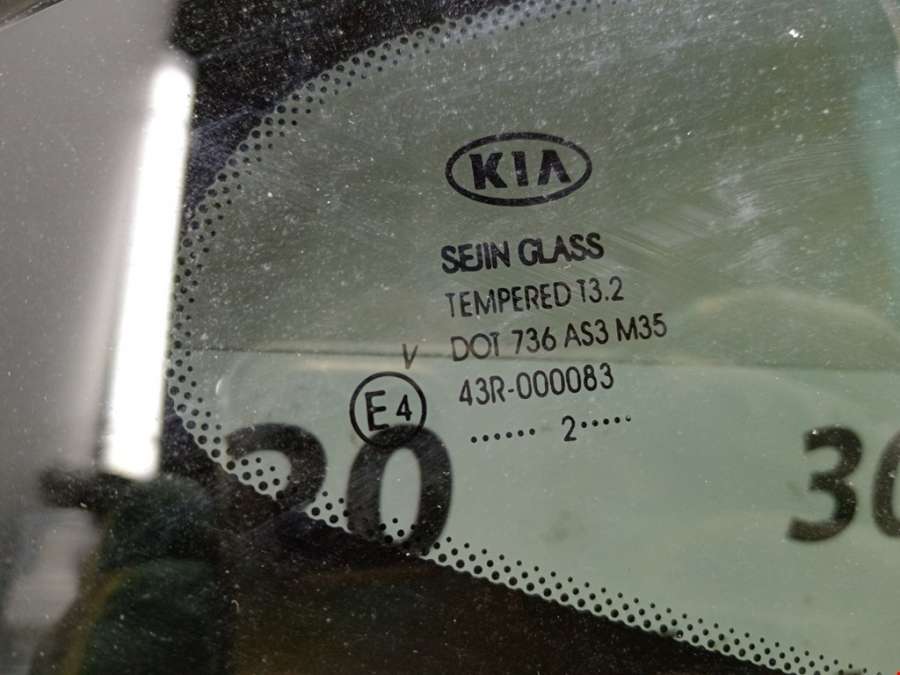 KIA
SEJIN GLASS
TEMPERED T3.2
DOT 736 AS3 M35
V
43R-000083
E4
...... 2.....
20
30